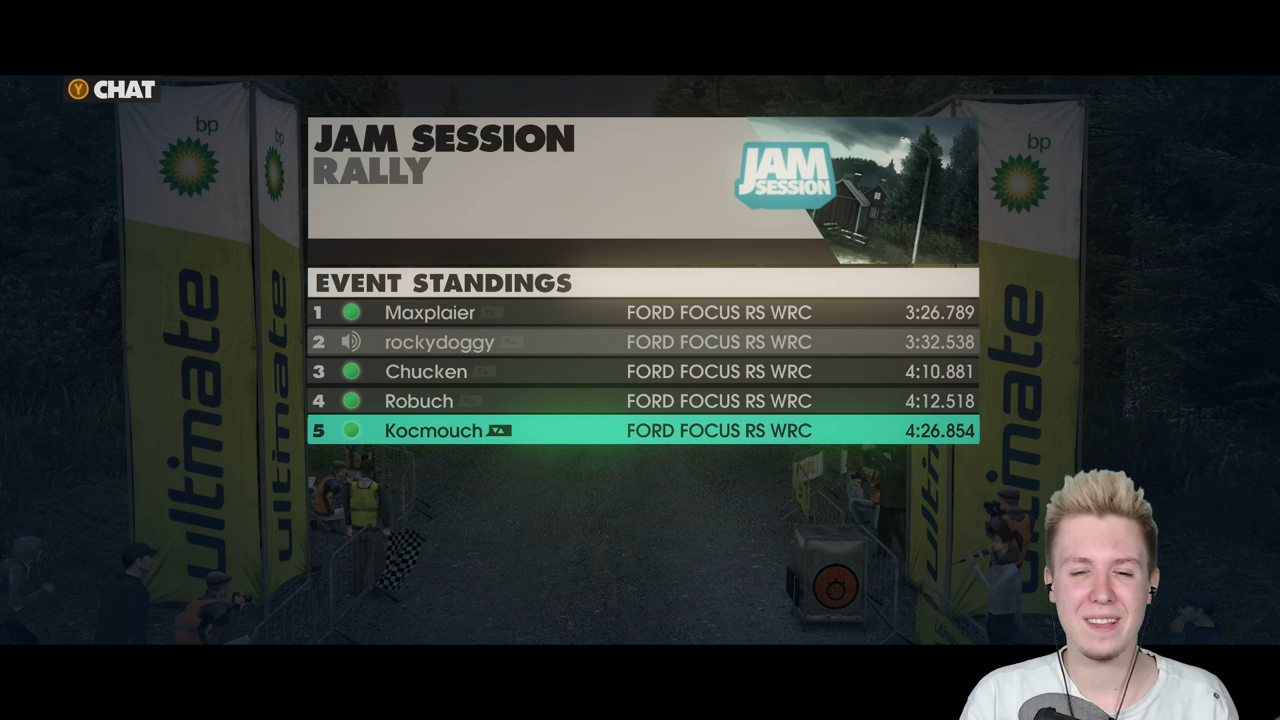 Y CHAT
bp
bp
bp
JAM SESSION
RALLY
JAM
SESSION
EVENT STANDINGS
1 Maxplaier FORD FOCUS RS WRC 3:26.789
2 rockydoggy FORD FOCUS RS WRC 3:32.538
3 Chucken FORD FOCUS RS WRC 4:10.881
4 Robuch FORD FOCUS RS WRC 4:12.518
5 Kocmouch FORD FOCUS RS WRC 4:26.854
ultimate
ultimate
ultimate